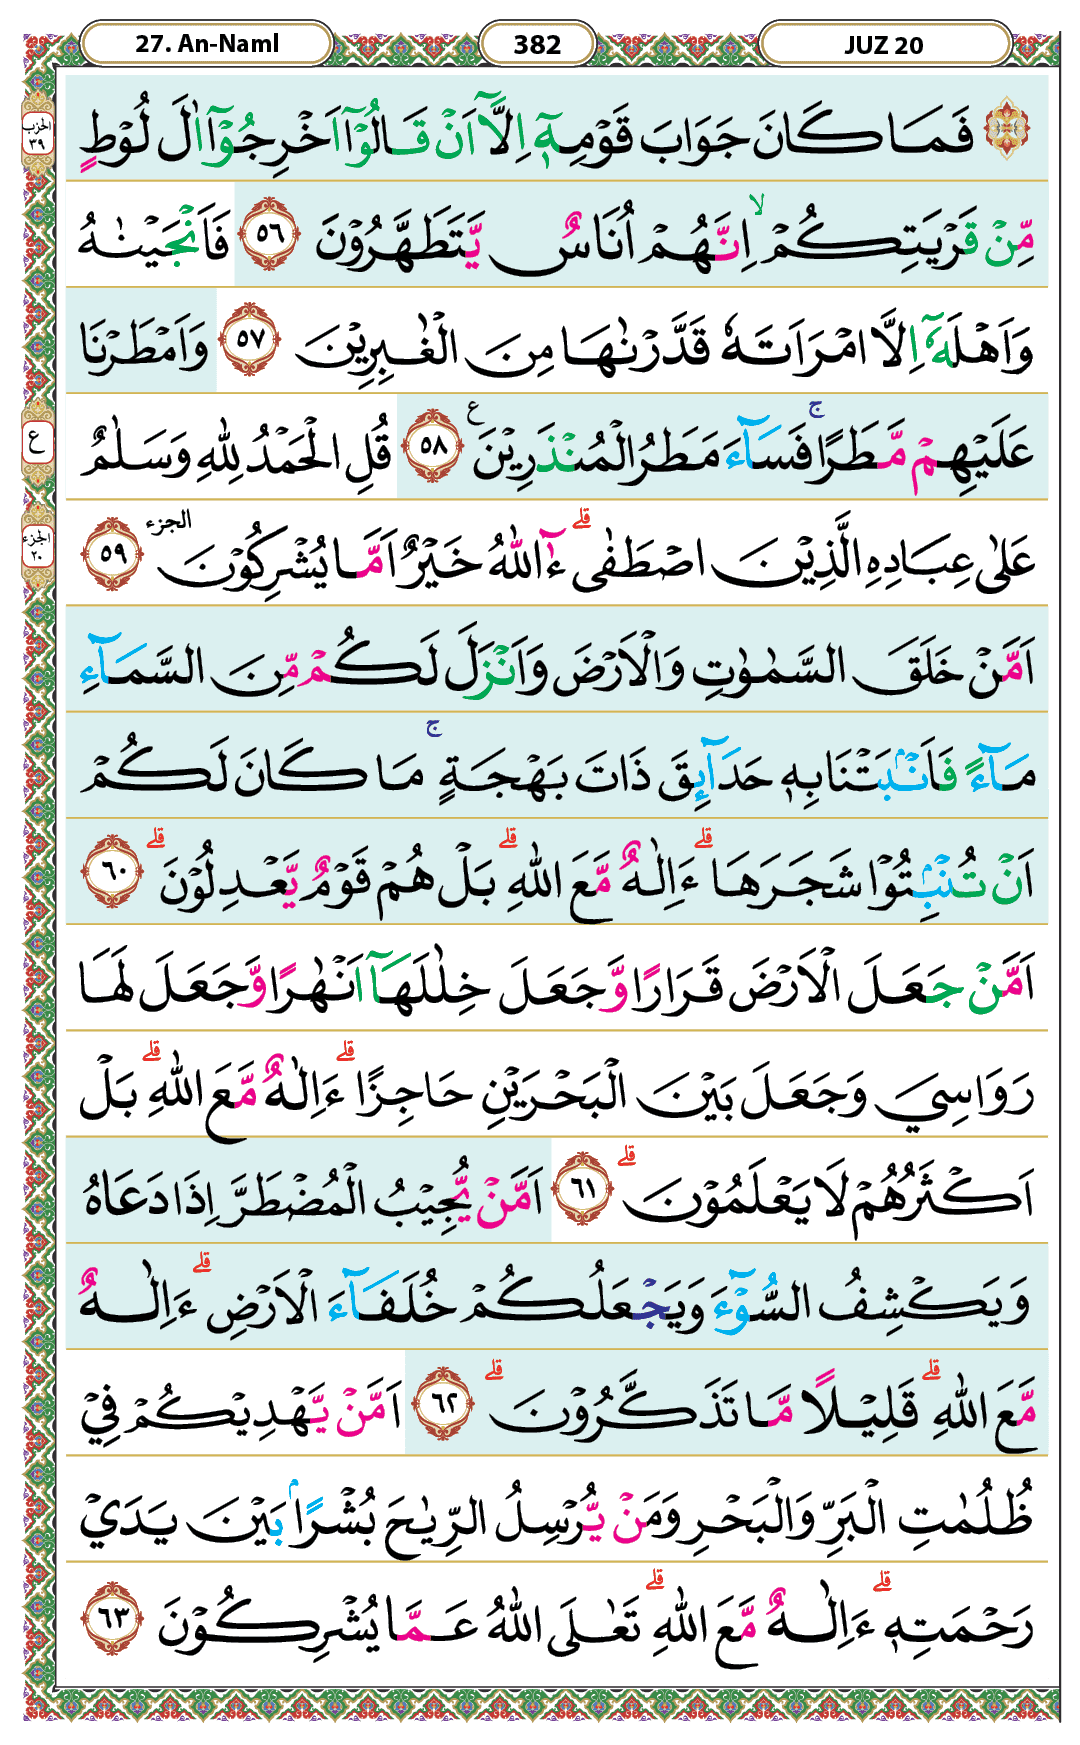 27. An-Naml 382 JUZ 20
الحزب
٣٩
فَمَا كَانَ جَوَابَ قَوْمِهٖٓ اِلَّآ اَنْ قَالُوْٓا اَخْرِجُوْٓا اٰلَ لُوْطٍ
مِّنْ قَرْيَتِكُمْۙ اِنَّهُمْ اُنَاسٌ يَّتَطَهَّرُوْنَ ٥٦ فَاَنْجَيْنٰهُ
وَاَهْلَهٗٓ اِلَّا امْرَاَتَهٗ قَدَّرْنٰهَا مِنَ الْغٰبِرِيْنَ ٥٧ وَاَمْطَرْنَا
ع
عَلَيْهِمْ مَّطَرًاۚ فَسَآءَ مَطَرُ الْمُنْذَرِيْنَ ࣖ ٥٨ قُلِ الْحَمْدُ لِلّٰهِ وَسَلٰمٌ
الجزء
٢٠
عَلٰى عِبَادِهِ الَّذِيْنَ اصْطَفٰىۗ ءٰۤاللّٰهُ خَيْرٌ اَمَّا يُشْرِكُوْنَ الجزء ٥٩
اَمَّنْ خَلَقَ السَّمٰوٰتِ وَالْاَرْضَ وَاَنْزَلَ لَكُمْ مِّنَ السَّمَآءِ
مَآءً فَاَنْۢبَتْنَا بِهٖ حَدَآئِقَ ذَاتَ بَهْجَةٍۚ مَا كَانَ لَكُمْ
اَنْ تُنْۢبِتُوْا شَجَرَهَاۗ ءَاِلٰهٌ مَّعَ اللّٰهِۗ بَلْ هُمْ قَوْمٌ يَّعْدِلُوْنَۗ ٦٠
اَمَّنْ جَعَلَ الْاَرْضَ قَرَارًا وَّجَعَلَ خِلٰلَهَآ اَنْهٰرًا وَّجَعَلَ لَهَا
رَوَاسِيَ وَجَعَلَ بَيْنَ الْبَحْرَيْنِ حَاجِزًاۗ ءَاِلٰهٌ مَّعَ اللّٰهِۗ بَلْ
اَكْثَرُهُمْ لَا يَعْلَمُوْنَۗ ٦١ اَمَّنْ يُّجِيْبُ الْمُضْطَرَّ اِذَا دَعَاهُ
وَيَكْشِفُ السُّوْٓءَ وَيَجْعَلُكُمْ خُلَفَآءَ الْاَرْضِۗ ءَاِلٰهٌ
مَّعَ اللّٰهِۗ قَلِيْلًا مَّا تَذَكَّرُوْنَۗ ٦٢ اَمَّنْ يَّهْدِيْكُمْ فِيْ
ظُلُمٰتِ الْبَرِّ وَالْبَحْرِ وَمَنْ يُّرْسِلُ الرِّيٰحَ بُشْرًاۢ بَيْنَ يَدَيْ
رَحْمَتِهٖۗ ءَاِلٰهٌ مَّعَ اللّٰهِۗ تَعٰلَى اللّٰهُ عَمَّا يُشْرِكُوْنَ ٦٣